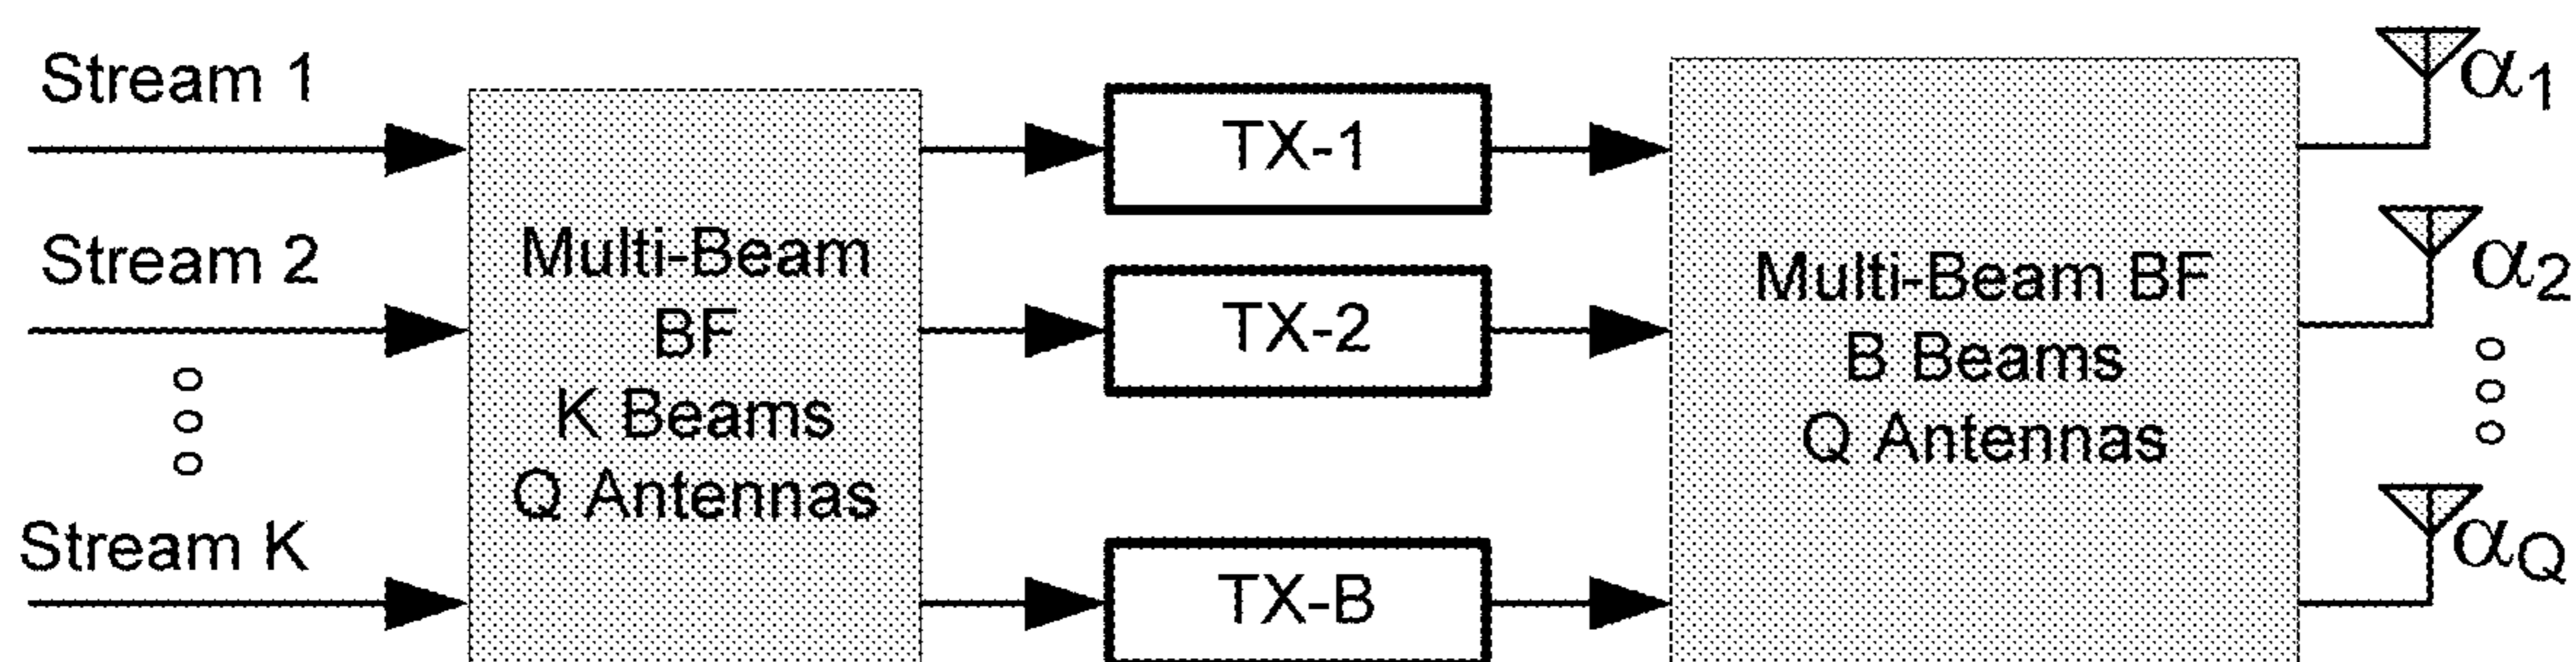 Stream 1
Stream 2
Stream K
Multi-Beam
BF
K Beams
Q Antennas
TX-1
TX-2
TX-B
Multi-Beam BF
B Beams
Q Antennas
α1
α2
αQ